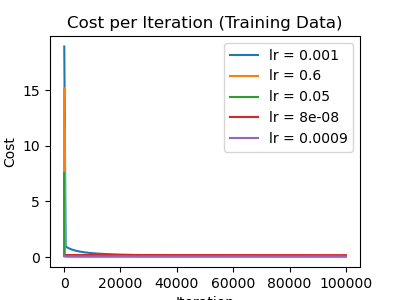 Cost per Iteration (Training Data)
lr = 0.001
lr = 0.6
lr = 0.05
lr = 8e-08
lr = 0.0009
Cost
15
10
5
0
0 20000 40000 60000 80000 100000
Iteration